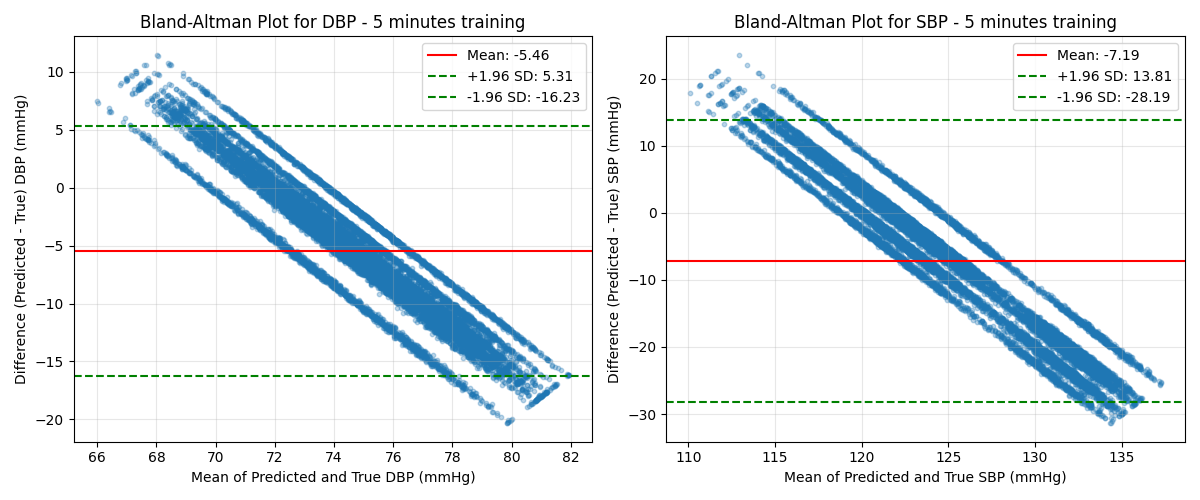 Bland-Altman Plot for DBP - 5 minutes training
Difference (Predicted - True) DBP (mmHg)
10
5
0
−5
−10
−15
−20
Mean: -5.46
+1.96 SD: 5.31
-1.96 SD: -16.23
66 68 70 72 74 76 78 80 82
Mean of Predicted and True DBP (mmHg)
Bland-Altman Plot for SBP - 5 minutes training
Difference (Predicted - True) SBP (mmHg)
20
10
0
−10
−20
−30
Mean: -7.19
+1.96 SD: 13.81
-1.96 SD: -28.19
110 115 120 125 130 135
Mean of Predicted and True SBP (mmHg)